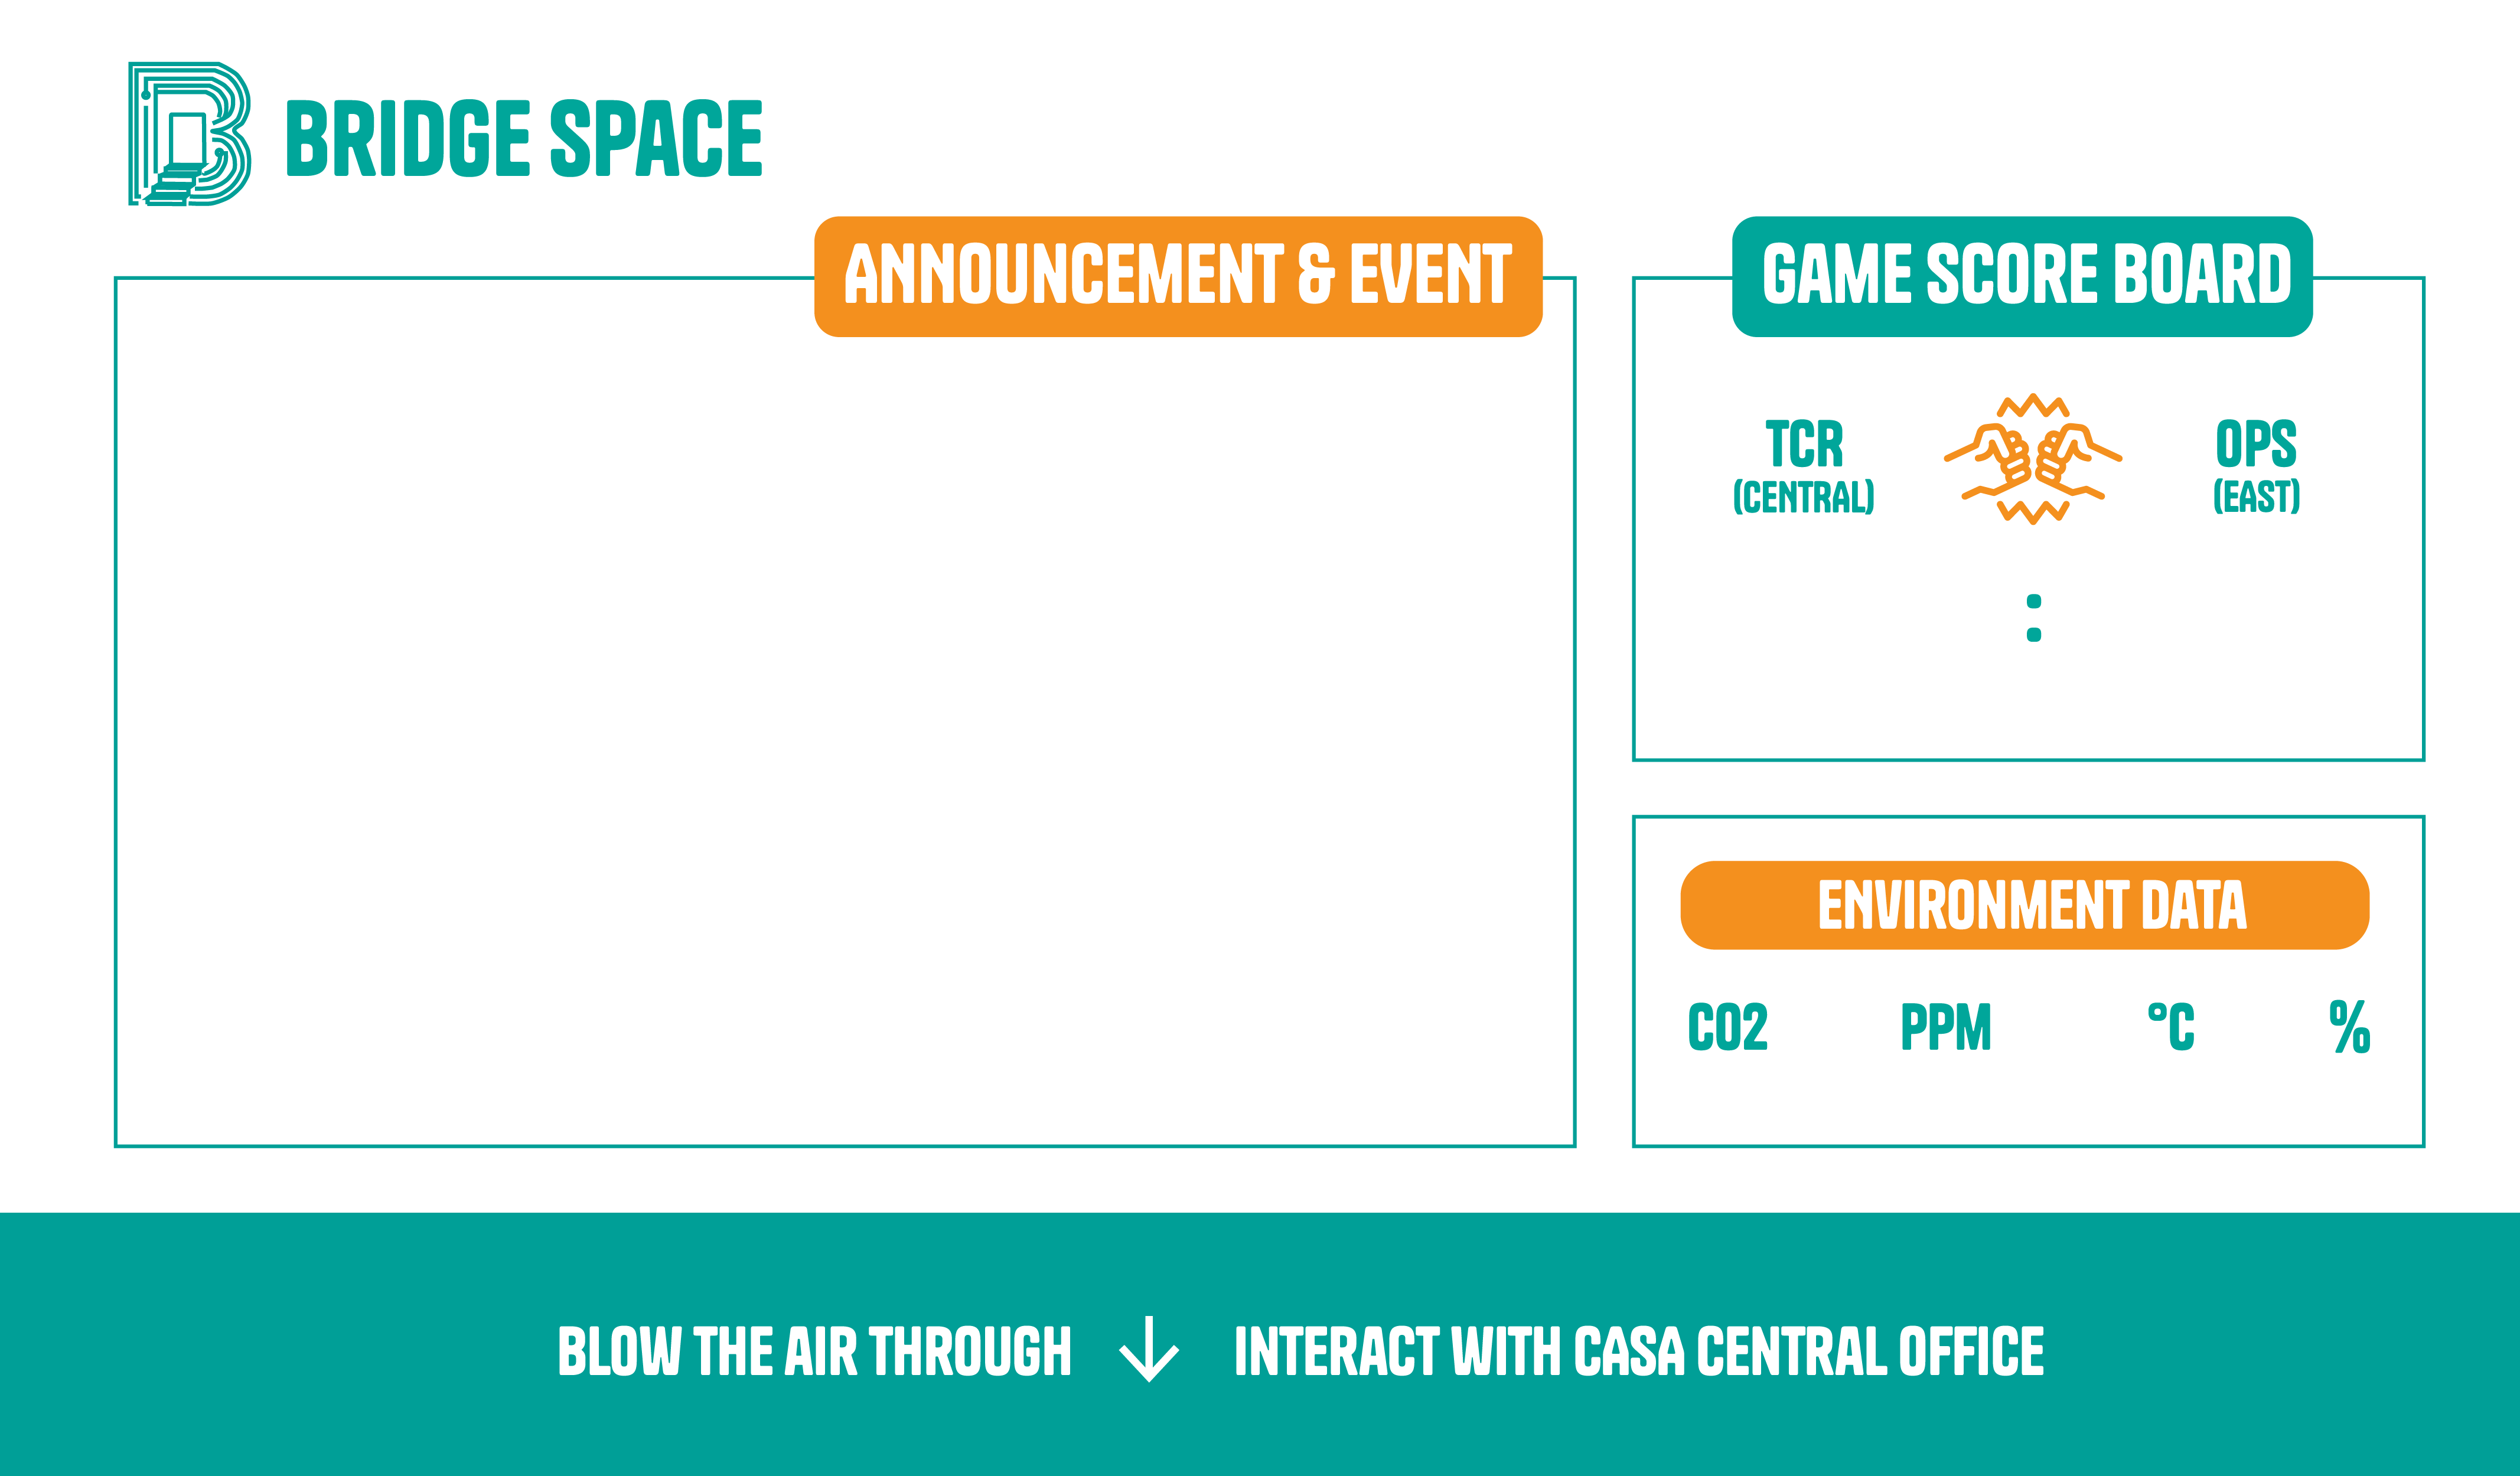 BRIDGE SPACE
ANNOUNCEMENT & EVENT
GAME SCORE BOARD
TCR
(CENTRAL)
OPS
(EAST)
:
ENVIRONMENT DATA
CO2 PPM °C %
BLOW THE AIR THROUGH ↓ INTERACT WITH CASA CENTRAL OFFICE